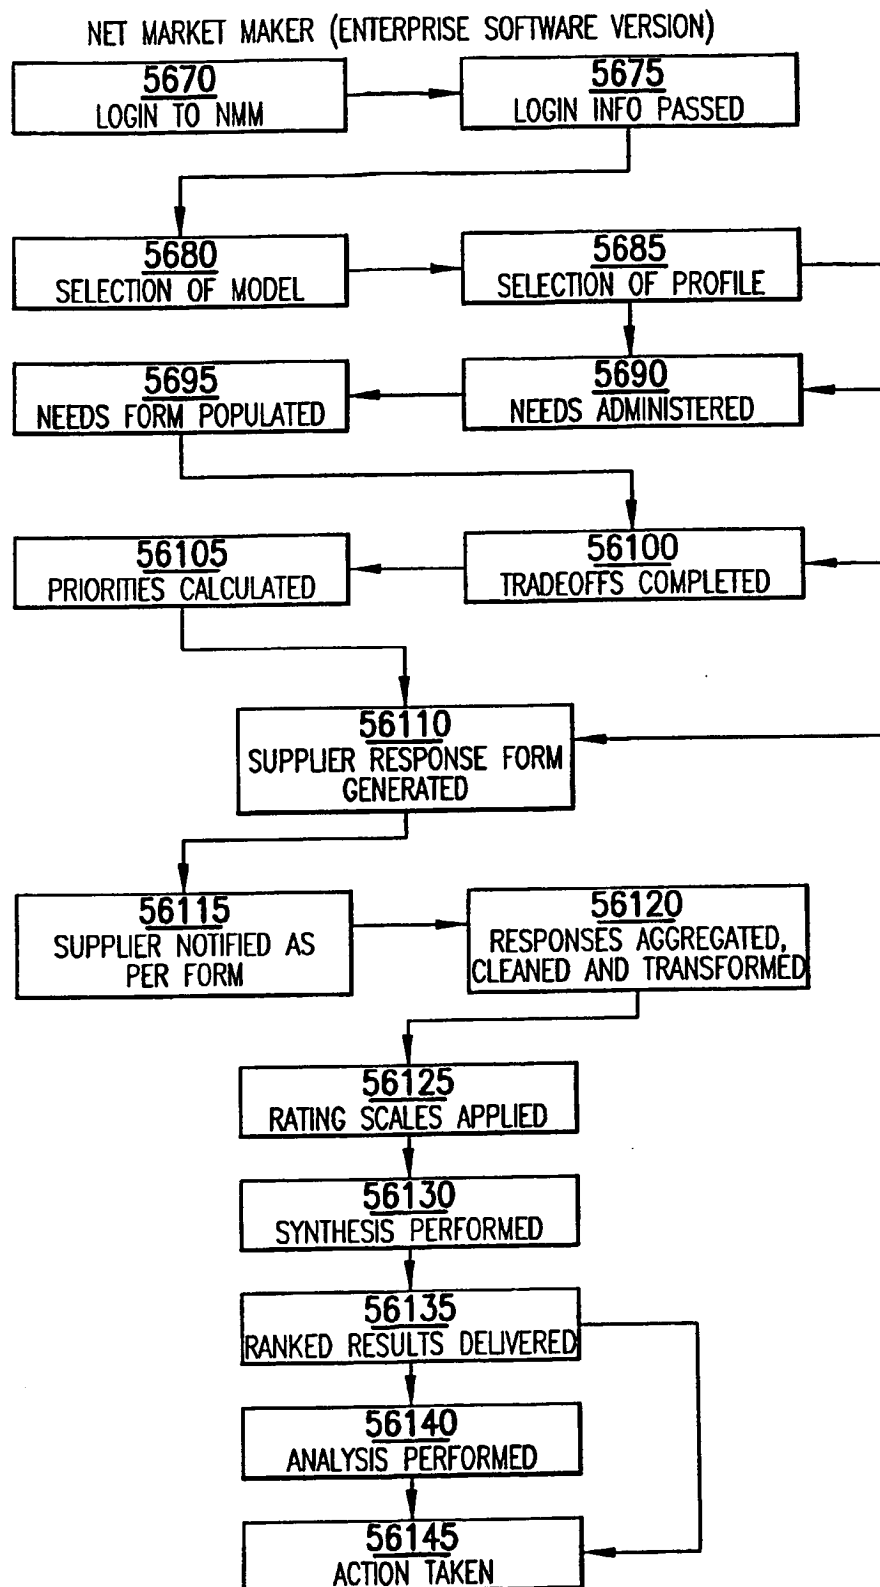 NET MARKET MAKER (ENTERPRISE SOFTWARE VERSION)
5670
LOGIN TO NMM
5675
LOGIN INFO PASSED
5680
SELECTION OF MODEL
5685
SELECTION OF PROFILE
5695
NEEDS FORM POPULATED
5690
NEEDS ADMINISTERED
56105
PRIORITIES CALCULATED
56100
TRADEOFFS COMPLETED
56110
SUPPLIER RESPONSE FORM
GENERATED
56115
SUPPLIER NOTIFIED AS
PER FORM
56120
RESPONSES AGGREGATED,
CLEANED AND TRANSFORMED
56125
RATING SCALES APPLIED
56130
SYNTHESIS PERFORMED
56135
RANKED RESULTS DELIVERED
56140
ANALYSIS PERFORMED
56145
ACTION TAKEN